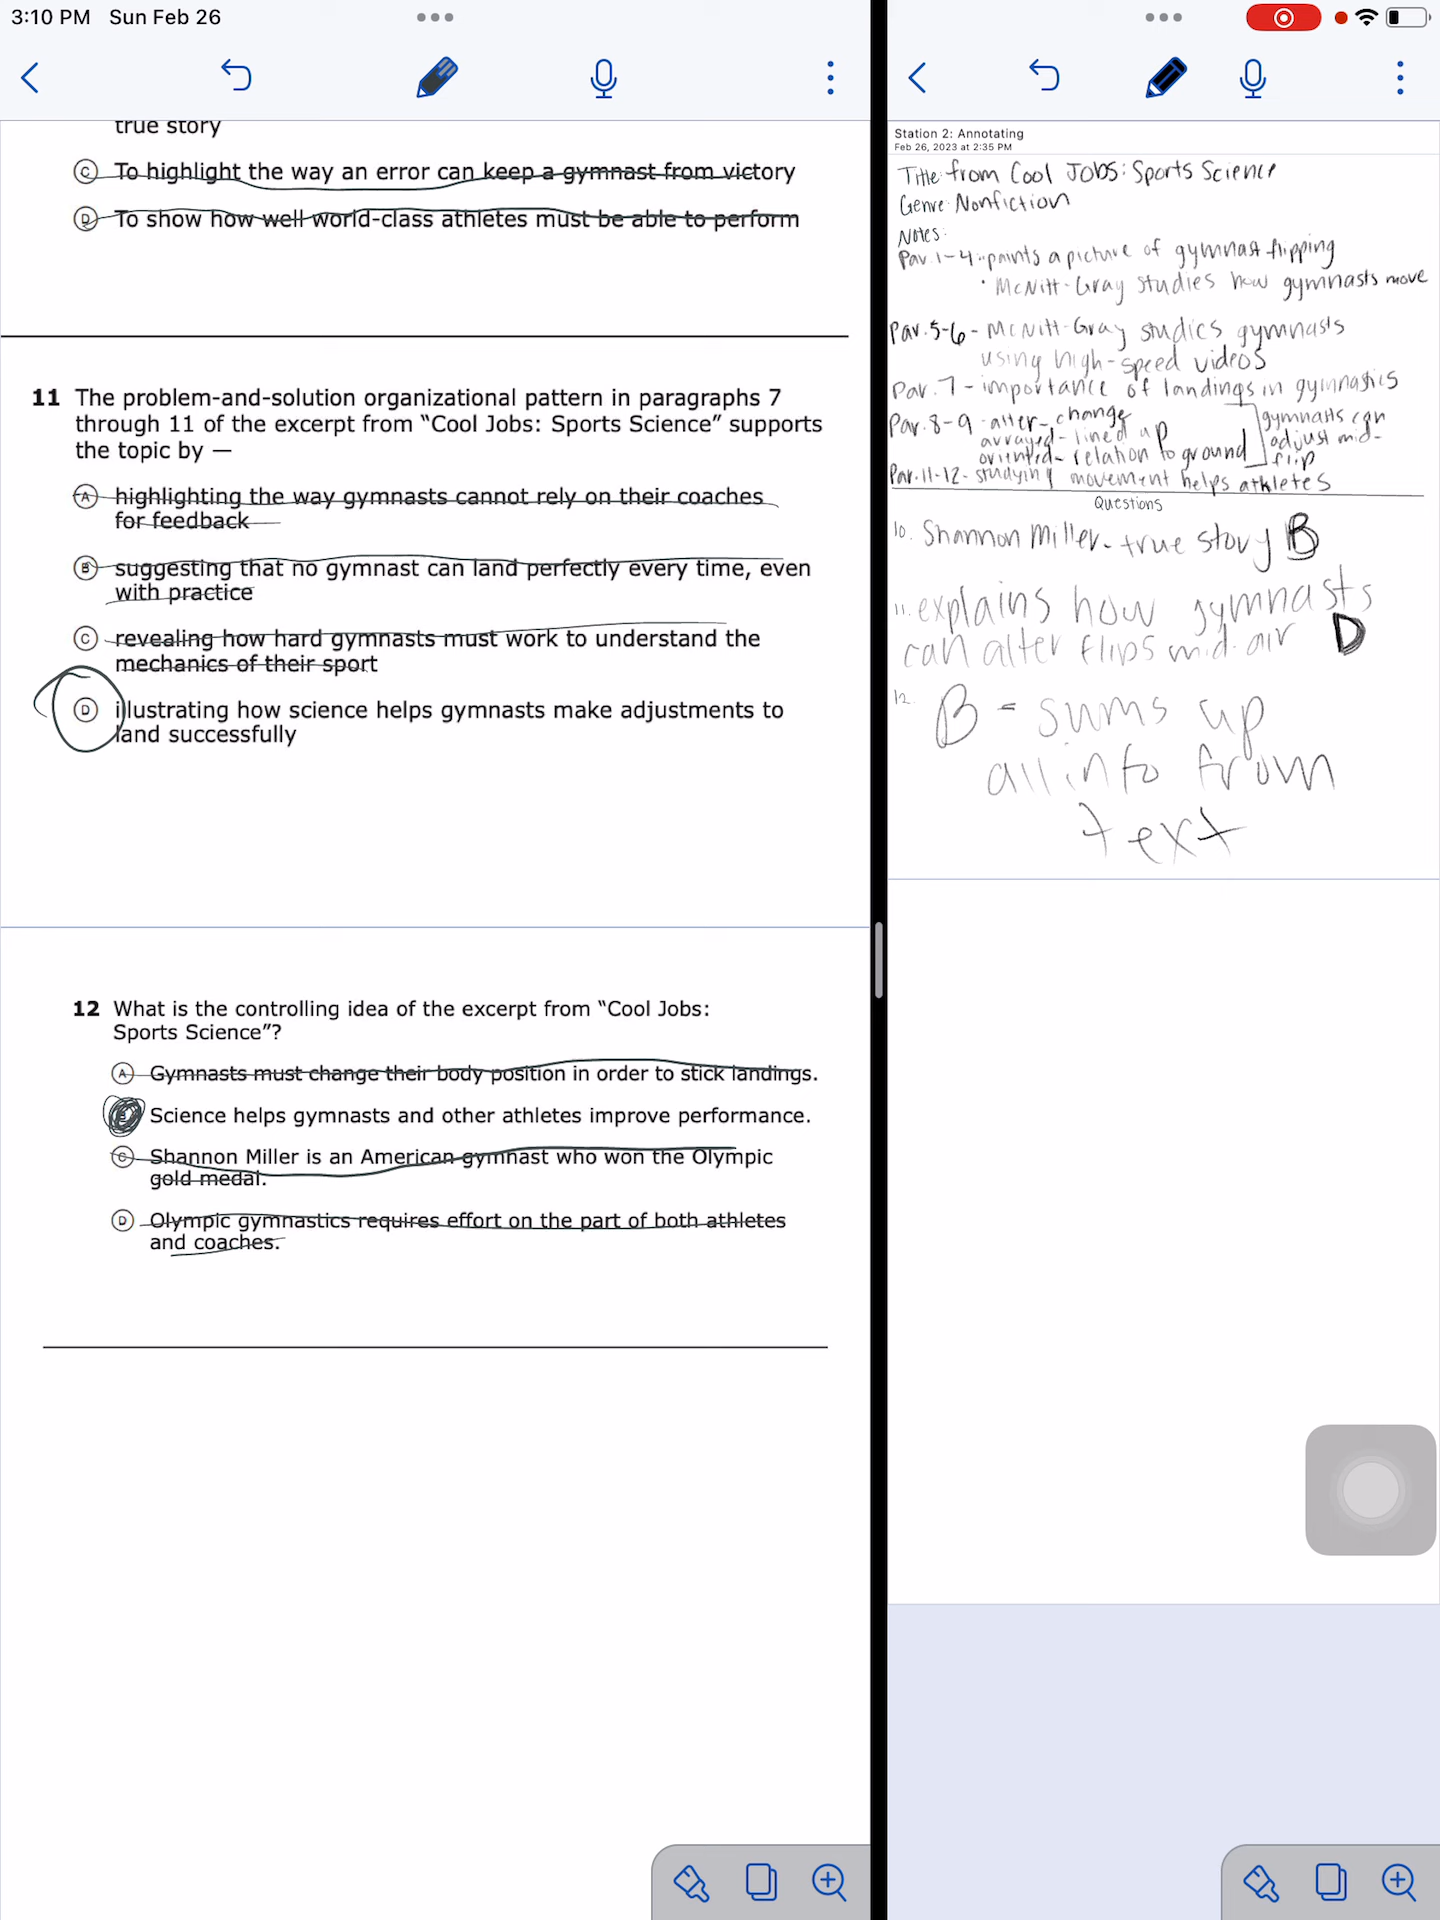 3:10 PM Sun Feb 26
true story
C To highlight the way an error can keep a gymnast from victory
D To show how well world-class athletes must be able to perform
11 The problem-and-solution organizational pattern in paragraphs 7
through 11 of the excerpt from “Cool Jobs: Sports Science” supports
the topic by —
A highlighting the way gymnasts cannot rely on their coaches
for feedback
B suggesting that no gymnast can land perfectly every time, even
with practice
C revealing how hard gymnasts must work to understand the
mechanics of their sport
D illustrating how science helps gymnasts make adjustments to
land successfully
12 What is the controlling idea of the excerpt from “Cool Jobs:
Sports Science”?
A Gymnasts must change their body position in order to stick landings.
Science helps gymnasts and other athletes improve performance.
C Shannon Miller is an American gymnast who won the Olympic
gold medal.
D Olympic gymnastics requires effort on the part of both athletes
and coaches.
Station 2: Annotating
Feb 26, 2023 at 2:35 PM
Title: from Cool Jobs: Sports Science
Genre: Nonfiction
Notes:
Par. 1-4 - paints a picture of gymnast flipping
• McNitt-Gray studies how gymnasts move
Par. 5-6 - McNitt-Gray studies gymnasts
using high-speed videos
Par. 7 - importance of landings in gymnastics
Par. 8-9 - alter - change
arrayed - lined up
oriented - relation to ground
gymnasts can
adjust mid-
flip
Par. 11-12 - studying movement helps athletes
Questions
10. Shannon Miller - true story B
11. explains how gymnasts
can alter flips mid-air D
12. B - sums up
all info from
text